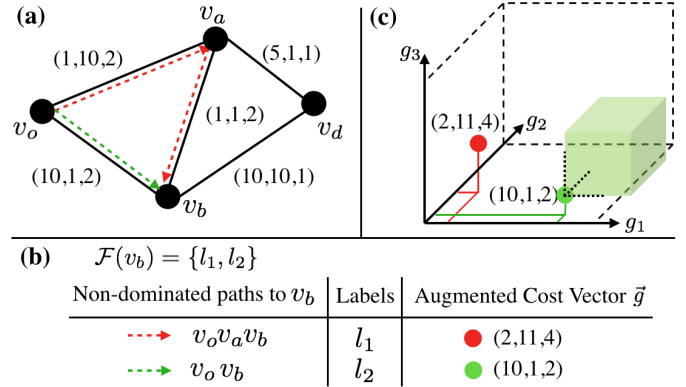 (a)
v_a
(1,10,2)
(5,1,1)
v_o
(1,1,2)
v_d
(10,1,2)
(10,10,1)
v_b
(c)
g_3
(2,11,4)
g_2
(10,1,2)
g_1
(b) F(v_b) = {l_1, l_2}
Non-dominated paths to v_b Labels Augmented Cost Vector \vec{g}
v_o v_a v_b l_1 (2,11,4)
v_o v_b l_2 (10,1,2)